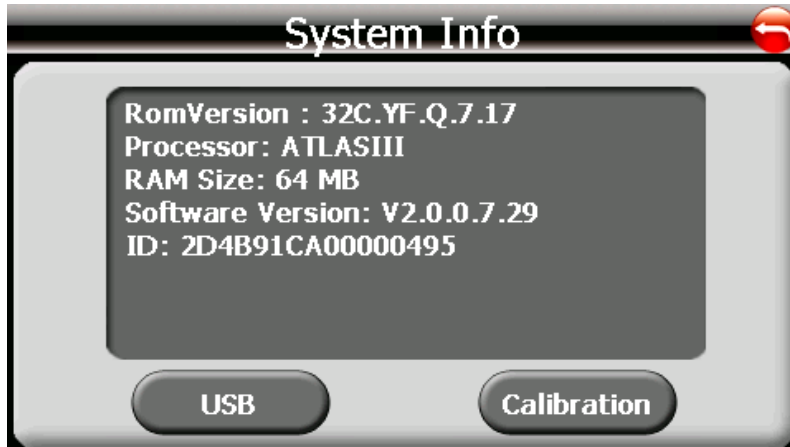 System Info
RomVersion : 32C.YF.Q.7.17
Processor: ATLASIII
RAM Size: 64 MB
Software Version: V2.0.0.7.29
ID: 2D4B91CA00000495
USB
Calibration